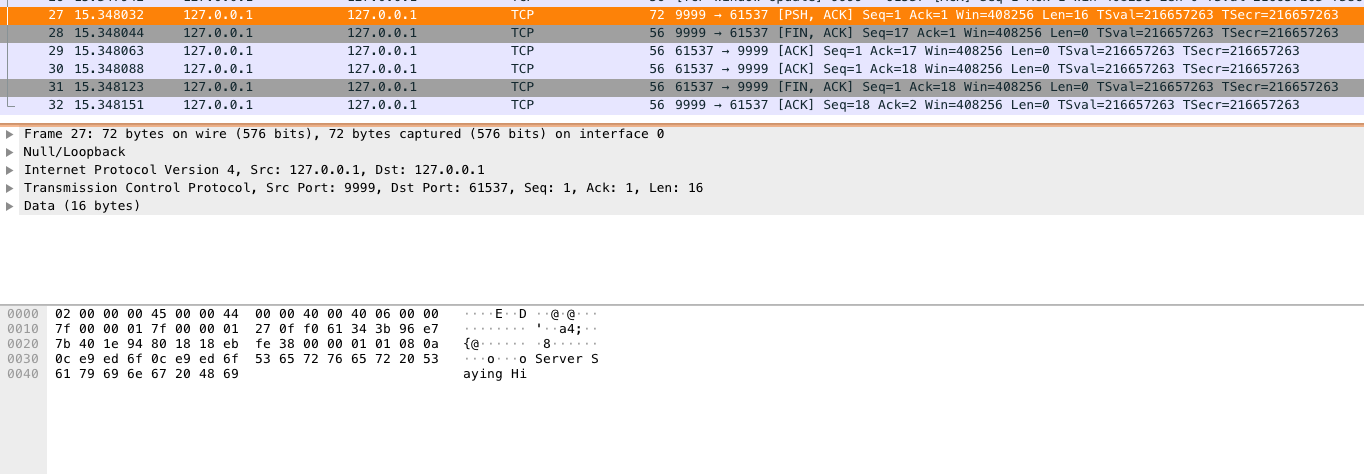 27 15.348032 127.0.0.1 127.0.0.1 TCP 72 9999 → 61537 [PSH, ACK] Seq=1 Ack=1 Win=408256 Len=16 TSval=216657263 TSecr=216657263
28 15.348044 127.0.0.1 127.0.0.1 TCP 56 9999 → 61537 [FIN, ACK] Seq=17 Ack=1 Win=408256 Len=0 TSval=216657263 TSecr=216657263
29 15.348063 127.0.0.1 127.0.0.1 TCP 56 61537 → 9999 [ACK] Seq=1 Ack=17 Win=408256 Len=0 TSval=216657263 TSecr=216657263
30 15.348088 127.0.0.1 127.0.0.1 TCP 56 61537 → 9999 [ACK] Seq=1 Ack=18 Win=408256 Len=0 TSval=216657263 TSecr=216657263
31 15.348123 127.0.0.1 127.0.0.1 TCP 56 61537 → 9999 [FIN, ACK] Seq=1 Ack=18 Win=408256 Len=0 TSval=216657263 TSecr=216657263
32 15.348151 127.0.0.1 127.0.0.1 TCP 56 9999 → 61537 [ACK] Seq=18 Ack=2 Win=408256 Len=0 TSval=216657263 TSecr=216657263
Frame 27: 72 bytes on wire (576 bits), 72 bytes captured (576 bits) on interface 0
Null/Loopback
Internet Protocol Version 4, Src: 127.0.0.1, Dst: 127.0.0.1
Transmission Control Protocol, Src Port: 9999, Dst Port: 61537, Seq: 1, Ack: 1, Len: 16
Data (16 bytes)
0000 02 00 00 00 45 00 00 44 00 00 40 00 40 06 00 00 ····E··D ··@·@···
0010 7f 00 00 01 7f 00 00 01 27 0f f0 61 34 3b 96 e7 ········ '··a4;··
0020 7b 40 1e 94 80 18 18 eb fe 38 00 00 01 01 08 0a {@······ ·8······
0030 0c e9 ed 6f 0c e9 ed 6f 53 65 72 76 65 72 20 53 ···o···o Server S
0040 61 79 69 6e 67 20 48 69 aying Hi